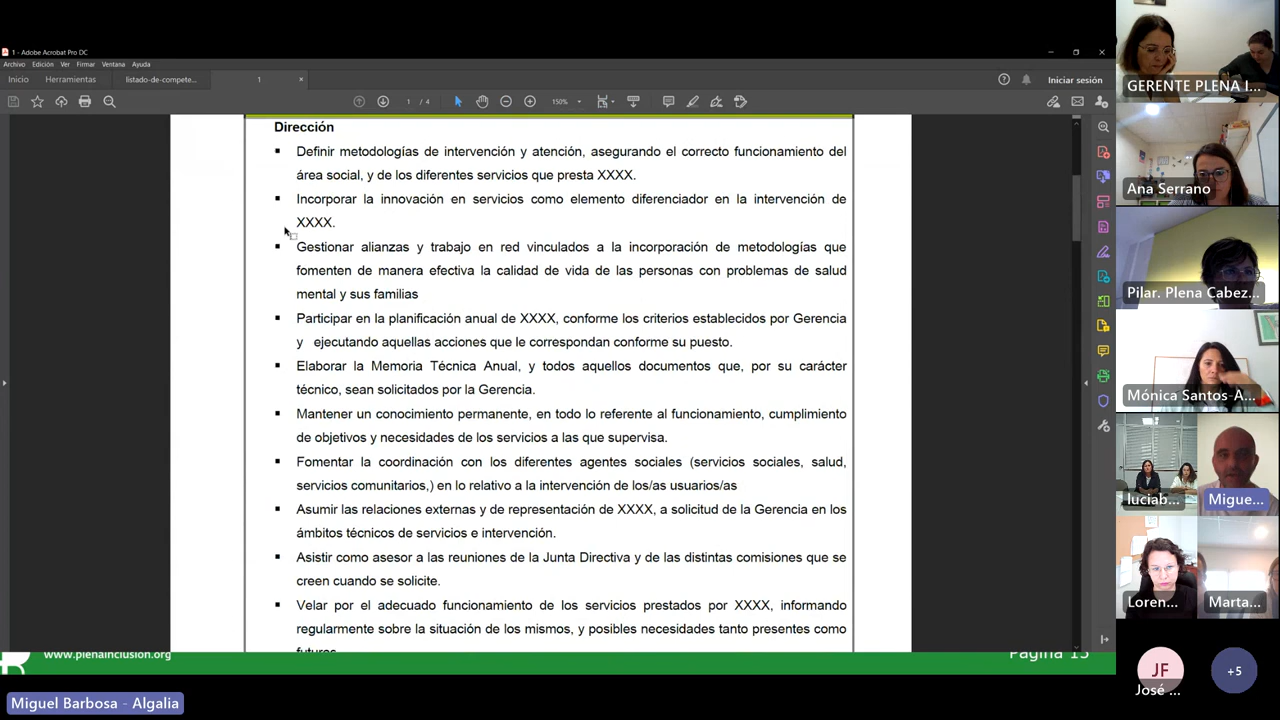 1 - Adobe Acrobat Pro DC
Archivo Edición Ver Firmar Ventana Ayuda
Inicio Herramientas listado-de-compete... 1 × Iniciar sesión
1 / 4 150%
Dirección
▪ Definir metodologías de intervención y atención, asegurando el correcto funcionamiento del
área social, y de los diferentes servicios que presta XXXX.
▪ Incorporar la innovación en servicios como elemento diferenciador en la intervención de
XXXX.
▪ Gestionar alianzas y trabajo en red vinculados a la incorporación de metodologías que
fomenten de manera efectiva la calidad de vida de las personas con problemas de salud
mental y sus familias
▪ Participar en la planificación anual de XXXX, conforme los criterios establecidos por Gerencia
y ejecutando aquellas acciones que le correspondan conforme su puesto.
▪ Elaborar la Memoria Técnica Anual, y todos aquellos documentos que, por su carácter
técnico, sean solicitados por la Gerencia.
▪ Mantener un conocimiento permanente, en todo lo referente al funcionamiento, cumplimiento
de objetivos y necesidades de los servicios a las que supervisa.
▪ Fomentar la coordinación con los diferentes agentes sociales (servicios sociales, salud,
servicios comunitarios,) en lo relativo a la intervención de los/as usuarios/as
▪ Asumir las relaciones externas y de representación de XXXX, a solicitud de la Gerencia en los
ámbitos técnicos de servicios e intervención.
▪ Asistir como asesor a las reuniones de la Junta Directiva y de las distintas comisiones que se
creen cuando se solicite.
▪ Velar por el adecuado funcionamiento de los servicios prestados por XXXX, informando
regularmente sobre la situación de los mismos, y posibles necesidades tanto presentes como
futuras
www.plenainclusion.org
Página 15
Miguel Barbosa - Algalia
GERENTE PLENA I...
Ana Serrano
Pilar. Plena Cabez...
Mónica Santos-A...
luciab...
Migue...
Loren...
Marta...
JF
José ...
+5